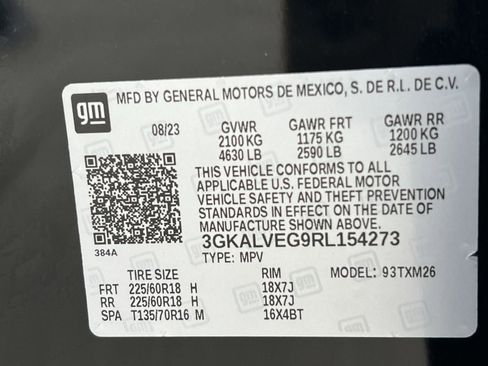 gm
MFD BY GENERAL MOTORS DE MEXICO, S. DE R.L. DE C.V.
08/23 GVWR GAWR FRT GAWR RR
2100 KG 1175 KG 1200 KG
4630 LB 2590 LB 2645 LB
THIS VEHICLE CONFORMS TO ALL
APPLICABLE U.S. FEDERAL MOTOR
VEHICLE SAFETY STANDARDS IN
EFFECT ON THE DATE OF
MANUFACTURE SHOWN ABOVE.
384A
3GKALVEG9RL154273
TYPE: MPV
TIRE SIZE RIM MODEL: 93TXM26
FRT 225/60R18 H 18X7J
RR 225/60R18 H 18X7J
SPA T135/70R16 M 16X4BT